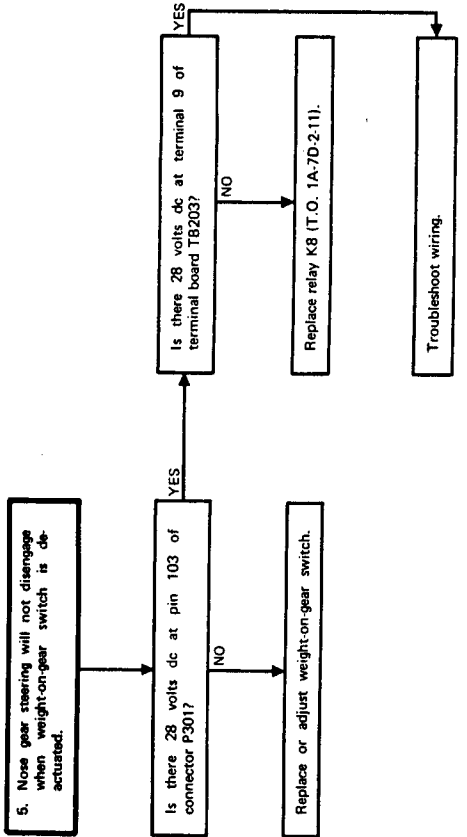 5. Nose gear steering will not disengage
when weight-on-gear switch is de-
actuated.
Is there 28 volts dc at pin 103 of
connector P301?
YES
NO
Replace or adjust weight-on-gear switch.
Is there 28 volts dc at terminal 9 of
terminal board TB203?
YES
NO
Replace relay K8 (T.O. 1A-7D-2-11).
Troubleshoot wiring.